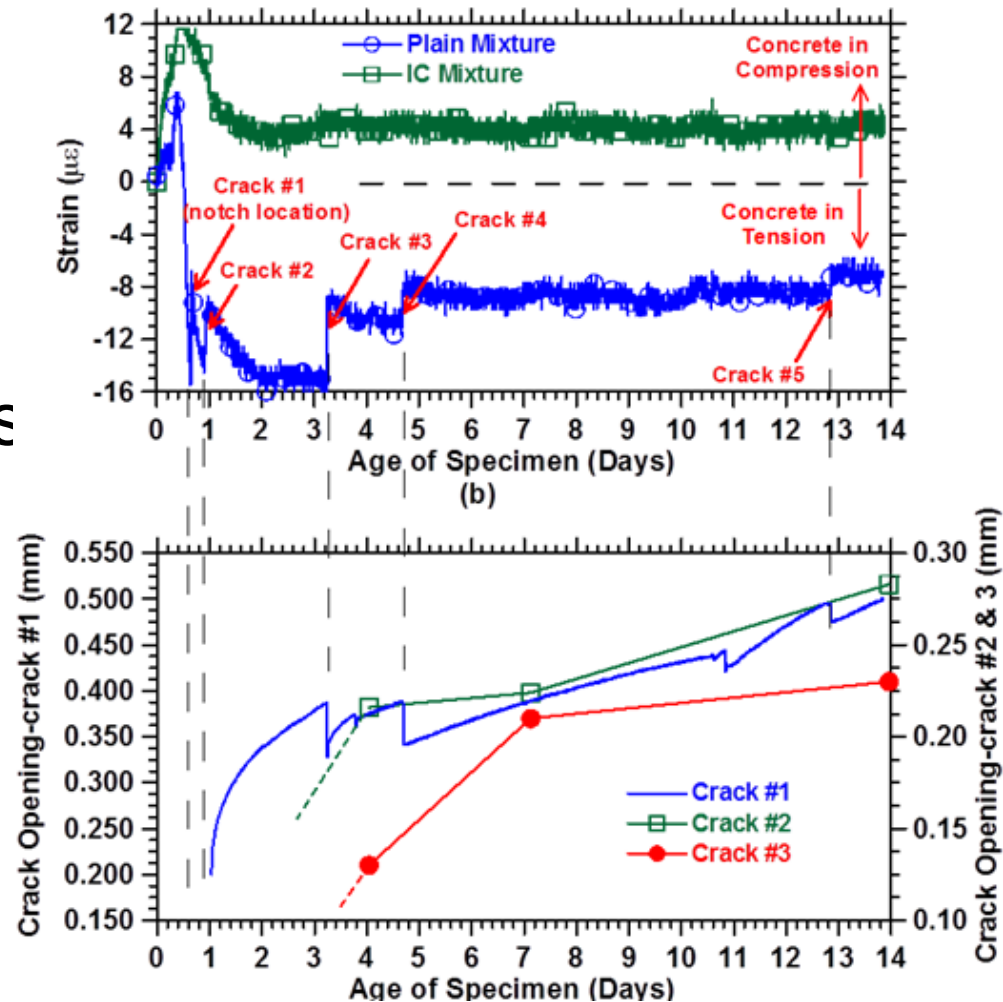 12
8
4
0
-4
-8
-12
-16
Strain (με)
Plain Mixture
IC Mixture
Concrete in
Compression
Crack #1
(notch location)
Crack #2
Crack #3
Crack #4
Concrete in
Tension
Crack #5
0 1 2 3 4 5 6 7 8 9 10 11 12 13 14
Age of Specimen (Days)
(b)
s
0.550
0.500
0.450
0.400
0.350
0.300
0.250
0.200
0.150
Crack Opening-crack #1 (mm)
0.30
0.25
0.20
0.15
0.10
Crack Opening-crack #2 & 3 (mm)
Crack #1
Crack #2
Crack #3
0 1 2 3 4 5 6 7 8 9 10 11 12 13 14
Age of Specimen (Days)